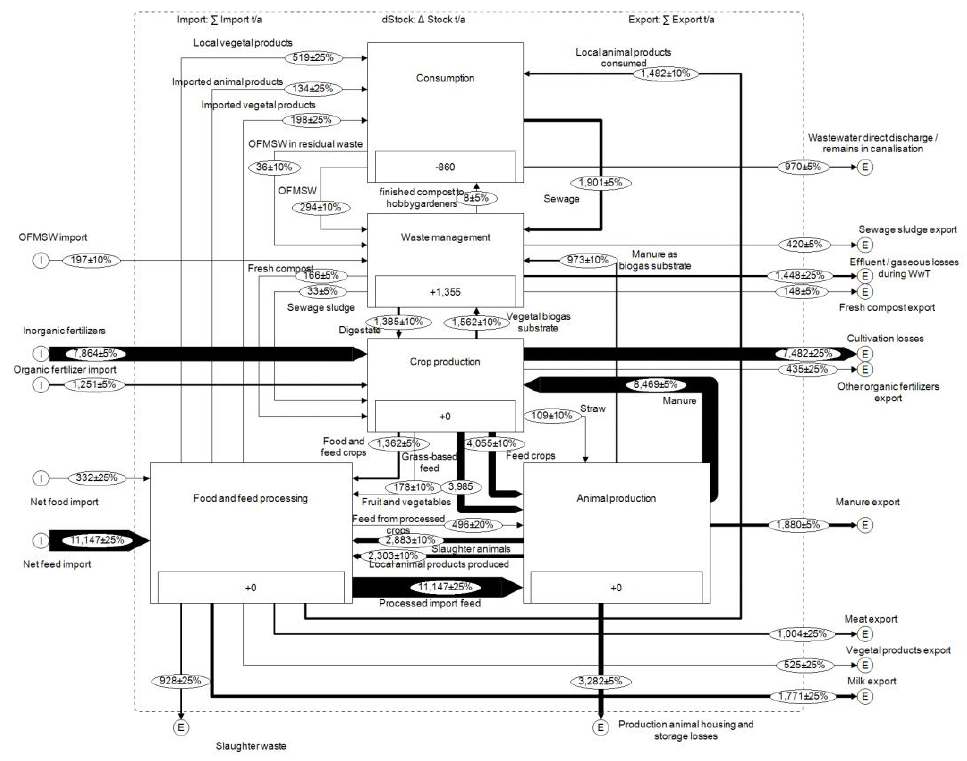 Import: ∑ Import t/a
dStock: Δ Stock t/a
Export: ∑ Export t/a
Local vegetal products
519±25%
Local animal products
consumed
1,482±10%
Consumption
Imported animal products
134±25%
Imported vegetal products
198±25%
OFMSW in residual waste
36±10%
-860
Wastewater direct discharge /
remains in canalisation
970±5%
E
OFMSW
294±10%
finished compost to
hobbygardeners
8±5%
1,901±5%
Sewage
OFMSW import
I
197±10%
Waste management
+1,355
973±10%
Manure as
biogas substrate
Sewage sludge export
420±5%
E
Effluent / gaseous losses
during WwT
1,448±25%
E
148±5%
E
Fresh compost export
Fresh compost
166±5%
33±5%
Sewage sludge
Digestate
1,385±10%
1,562±10%
Vegetal biogas
substrate
Inorganic fertilizers
I
7,864±5%
Organic fertilizer import
I
1,251±5%
Crop production
+0
Cultivation losses
7,482±25%
E
435±25%
E
Other organic fertilizers
export
8,469±5%
Manure
109±10%
Straw
Food and
feed crops
1,362±5%
Grass-based
feed
4,055±10%
Feed crops
178±10%
Fruit and vegetables
3,985
I
332±25%
Net food import
I
11,147±25%
Net feed import
Food and feed processing
+0
Animal production
+0
Feed from processed
crops
496±20%
2,883±10%
Slaughter animals
2,303±10%
Local animal products produced
11,147±25%
Processed import feed
Manure export
1,880±5%
E
Meat export
1,004±25%
E
Vegetal products export
525±25%
E
Milk export
1,771±25%
E
928±25%
E
Slaughter waste
3,282±5%
E
Production animal housing and
storage losses